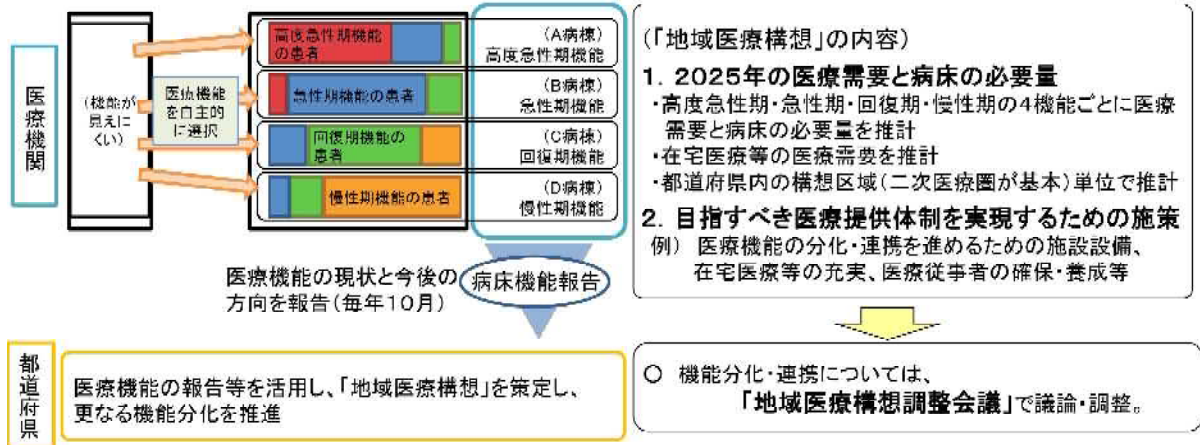 医療機関
(機能が
見えに
くい)
医療機能
を自主的
に選択
高度急性期機能
の患者
急性期機能の患者
回復期機能の
患者
慢性期機能の患者
(A病棟)
高度急性期機能
(B病棟)
急性期機能
(C病棟)
回復期機能
(D病棟)
慢性期機能
医療機能の現状と今後の
方向を報告(毎年10月)
病床機能報告
都道府県
医療機能の報告等を活用し、「地域医療構想」を策定し、
更なる機能分化を推進
(「地域医療構想」の内容)
1. 2025年の医療需要と病床の必要量
・高度急性期・急性期・回復期・慢性期の4機能ごとに医療
需要と病床の必要量を推計
・在宅医療等の医療需要を推計
・都道府県内の構想区域(二次医療圏が基本)単位で推計
2. 目指すべき医療提供体制を実現するための施策
例) 医療機能の分化・連携を進めるための施設設備、
在宅医療等の充実、医療従事者の確保・養成等
○ 機能分化・連携については、
「地域医療構想調整会議」で議論・調整。